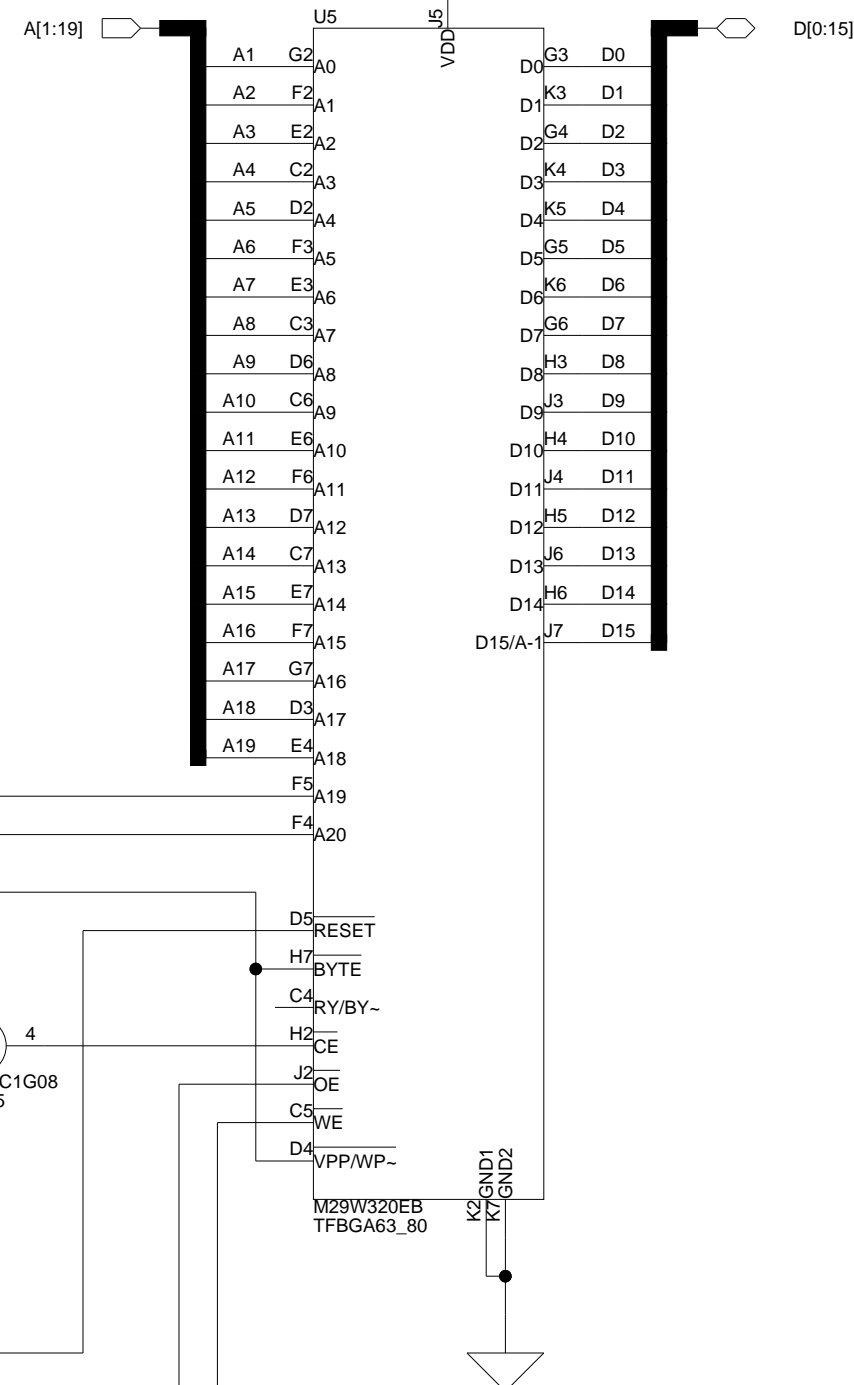 A[1:19]
U5
J5
VDD
D[0:15]
A1 G2 A0 D0 G3 D0
A2 F2 A1 D1 K3 D1
A3 E2 A2 D2 G4 D2
A4 C2 A3 D3 K4 D3
A5 D2 A4 D4 K5 D4
A6 F3 A5 D5 G5 D5
A7 E3 A6 D6 K6 D6
A8 C3 A7 D7 G6 D7
A9 D6 A8 D8 H3 D8
A10 C6 A9 D9 J3 D9
A11 E6 A10 D10 H4 D10
A12 F6 A11 D11 J4 D11
A13 D7 A12 D12 H5 D12
A14 C7 A13 D13 J6 D13
A15 E7 A14 D14 H6 D14
A16 F7 A15 D15/A-1 J7 D15
A17 G7 A16
A18 D3 A17
A19 E4 A18
F5 A19
F4 A20
D5 RESET
H7 BYTE
C4 RY/BY~
4 H2 CE
C1G08
5
J2 OE
C5 WE
D4 VPP/WP~
GND1
GND2
K2
K7
M29W320EB
TFBGA63_80